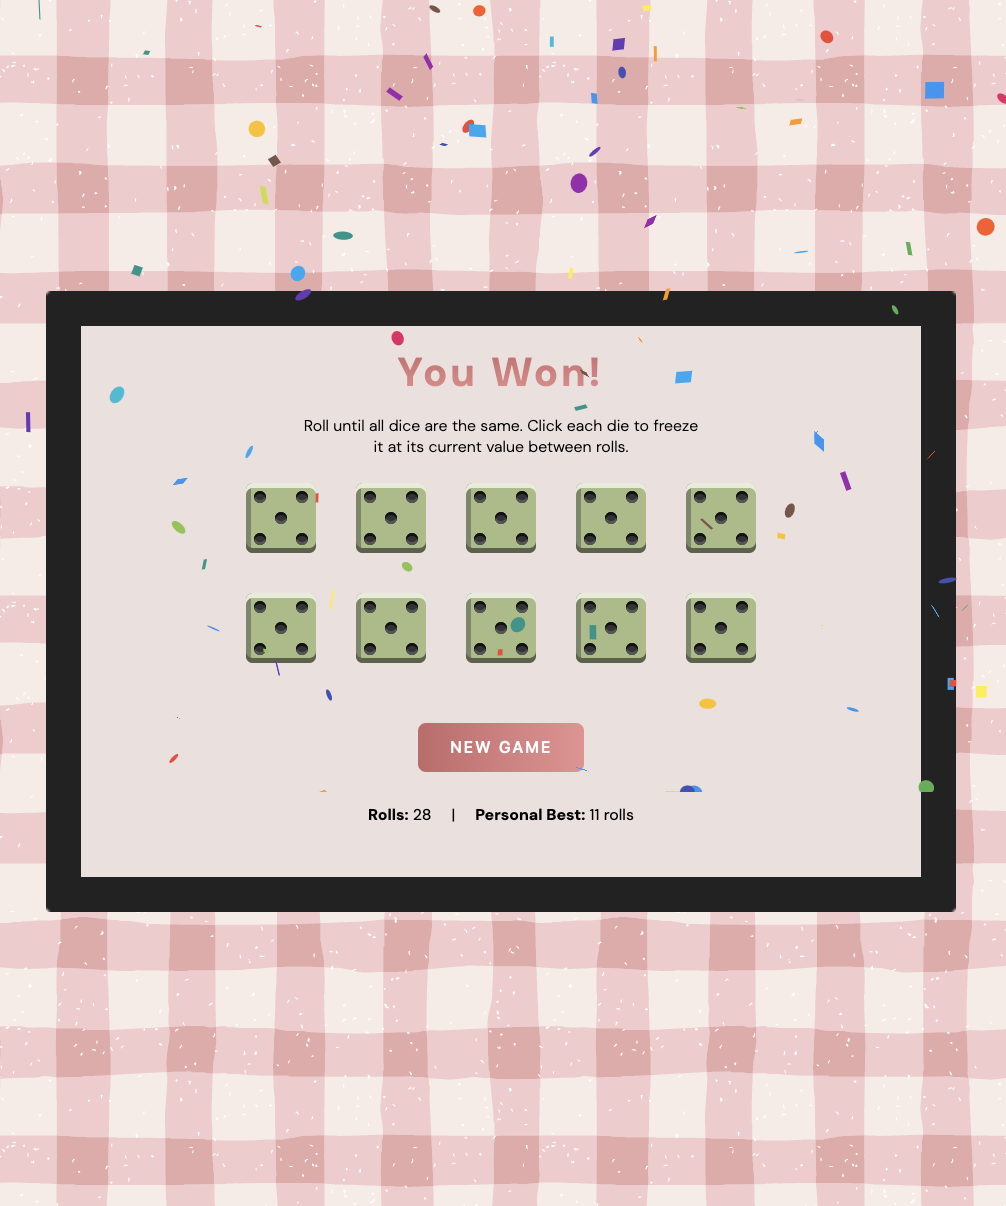 You Won!
Roll until all dice are the same. Click each die to freeze
it at its current value between rolls.
NEW GAME
Rolls: 28 | Personal Best: 11 rolls